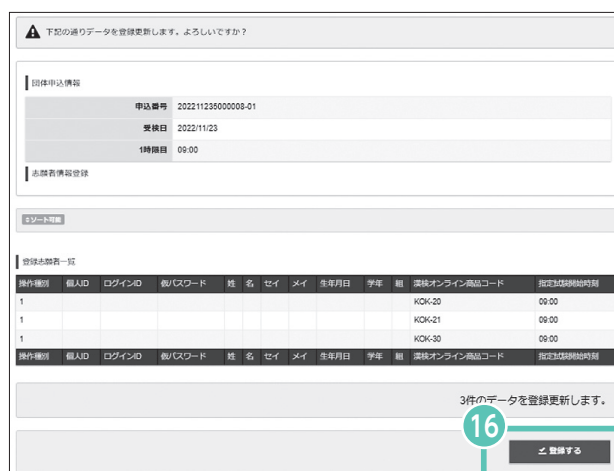 下記の通りデータを登録更新します。よろしいですか？
団体申込情報
申込番号 202211235000008-01
受検日 2022/11/23
1時限目 09:00
志願者情報登録
ソート可能
登録志願者一覧
操作種別 個人ID ログインID 仮パスワード 姓 名 セイ メイ 生年月日 学年 組 漢検オンライン商品コード 指定試験開始時刻
1 KOK-20 09:00
1 KOK-21 09:00
1 KOK-30 09:00
操作種別 個人ID ログインID 仮パスワード 姓 名 セイ メイ 生年月日 学年 組 漢検オンライン商品コード 指定試験開始時刻
3件のデータを登録更新します。
16
登録する